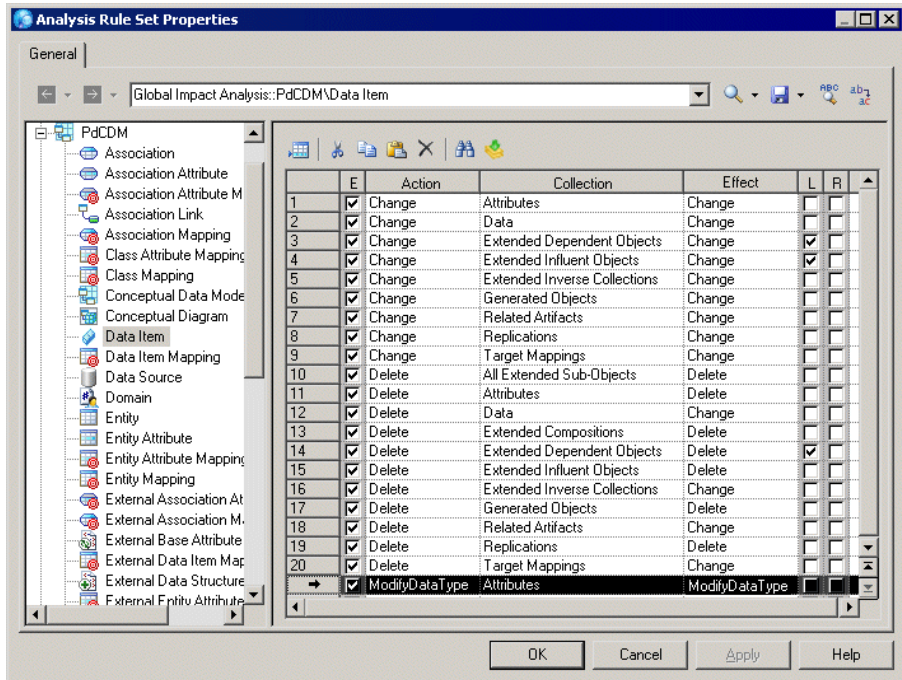 Analysis Rule Set Properties
General
Global Impact Analysis::PdCDM\Data Item
ABC
ab
ac
PdCDM
Association
Association Attribute
Association Attribute M
Association Link
Association Mapping
Class Attribute Mapping
Class Mapping
Conceptual Data Mode
Conceptual Diagram
Data Item
Data Item Mapping
Data Source
Domain
Entity
Entity Attribute
Entity Attribute Mapping
Entity Mapping
External Association At
External Association M
External Base Attribute
External Data Item Map
External Data Structure
External Entity Attribute
E Action Collection Effect L R
1 Change Attributes Change
2 Change Data Change
3 Change Extended Dependent Objects Change
4 Change Extended Influent Objects Change
5 Change Extended Inverse Collections Change
6 Change Generated Objects Change
7 Change Related Artifacts Change
8 Change Replications Change
9 Change Target Mappings Change
10 Delete All Extended Sub-Objects Delete
11 Delete Attributes Delete
12 Delete Data Change
13 Delete Extended Compositions Delete
14 Delete Extended Dependent Objects Delete
15 Delete Extended Influent Objects Delete
16 Delete Extended Inverse Collections Change
17 Delete Generated Objects Delete
18 Delete Related Artifacts Change
19 Delete Replications Delete
20 Delete Target Mappings Change
ModifyDataType Attributes ModifyDataType
OK Cancel Apply Help